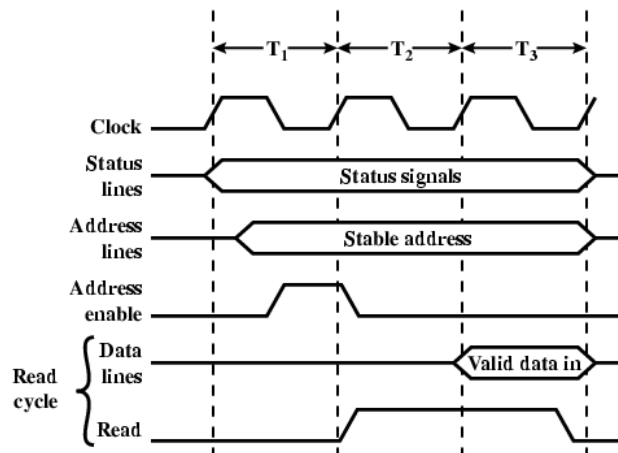 T1 T2 T3
Clock
Status
lines
Status signals
Address
lines
Stable address
Address
enable
Read
cycle
Data
lines
Valid data in
Read